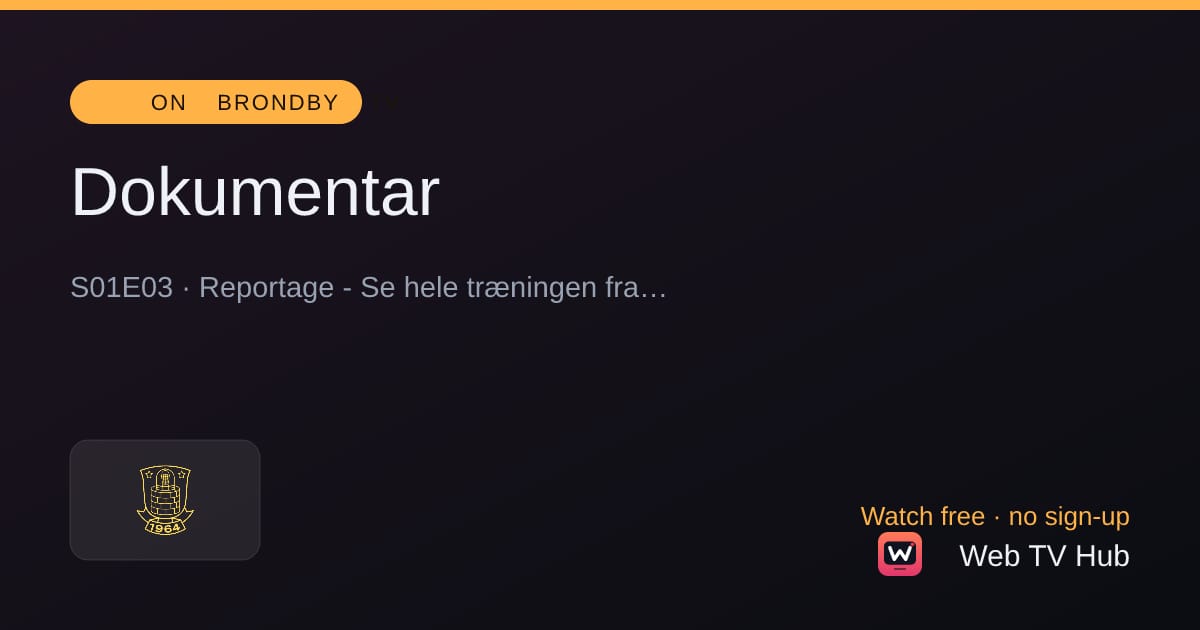 ON BRONDBY
Dokumentar
S01E03 · Reportage - Se hele træningen fra…
1964
Watch free · no sign-up
W
Web TV Hub